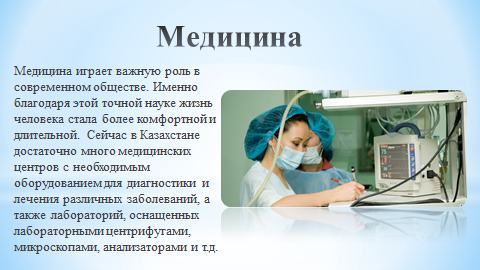 Медицина
Медицина играет важную роль в
современном обществе. Именно
благодаря этой точной науке жизнь
человека стала более комфортной и
длительной. Сейчас в Казахстане
достаточно много медицинских
центров с необходимым
оборудованием для диагностики и
лечения различных заболеваний, а
также лабораторий, оснащенных
лабораторными центрифугами,
микроскопами, анализаторами и т.д.